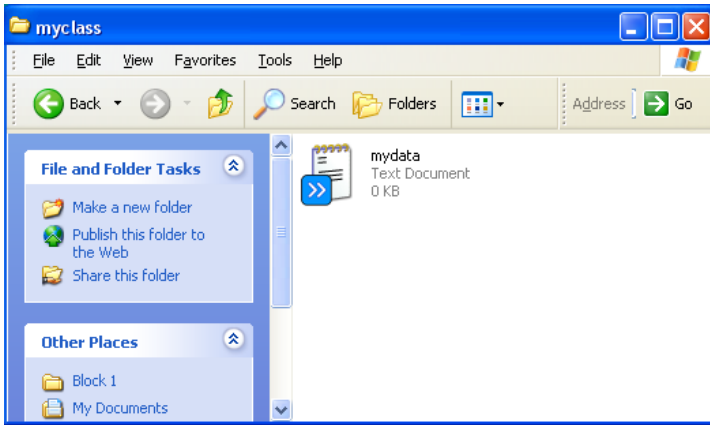 myclass
File Edit View Favorites Tools Help
Back Search Folders Address Go
File and Folder Tasks
Make a new folder
Publish this folder to
the Web
Share this folder
Other Places
Block 1
My Documents
mydata
Text Document
0 KB